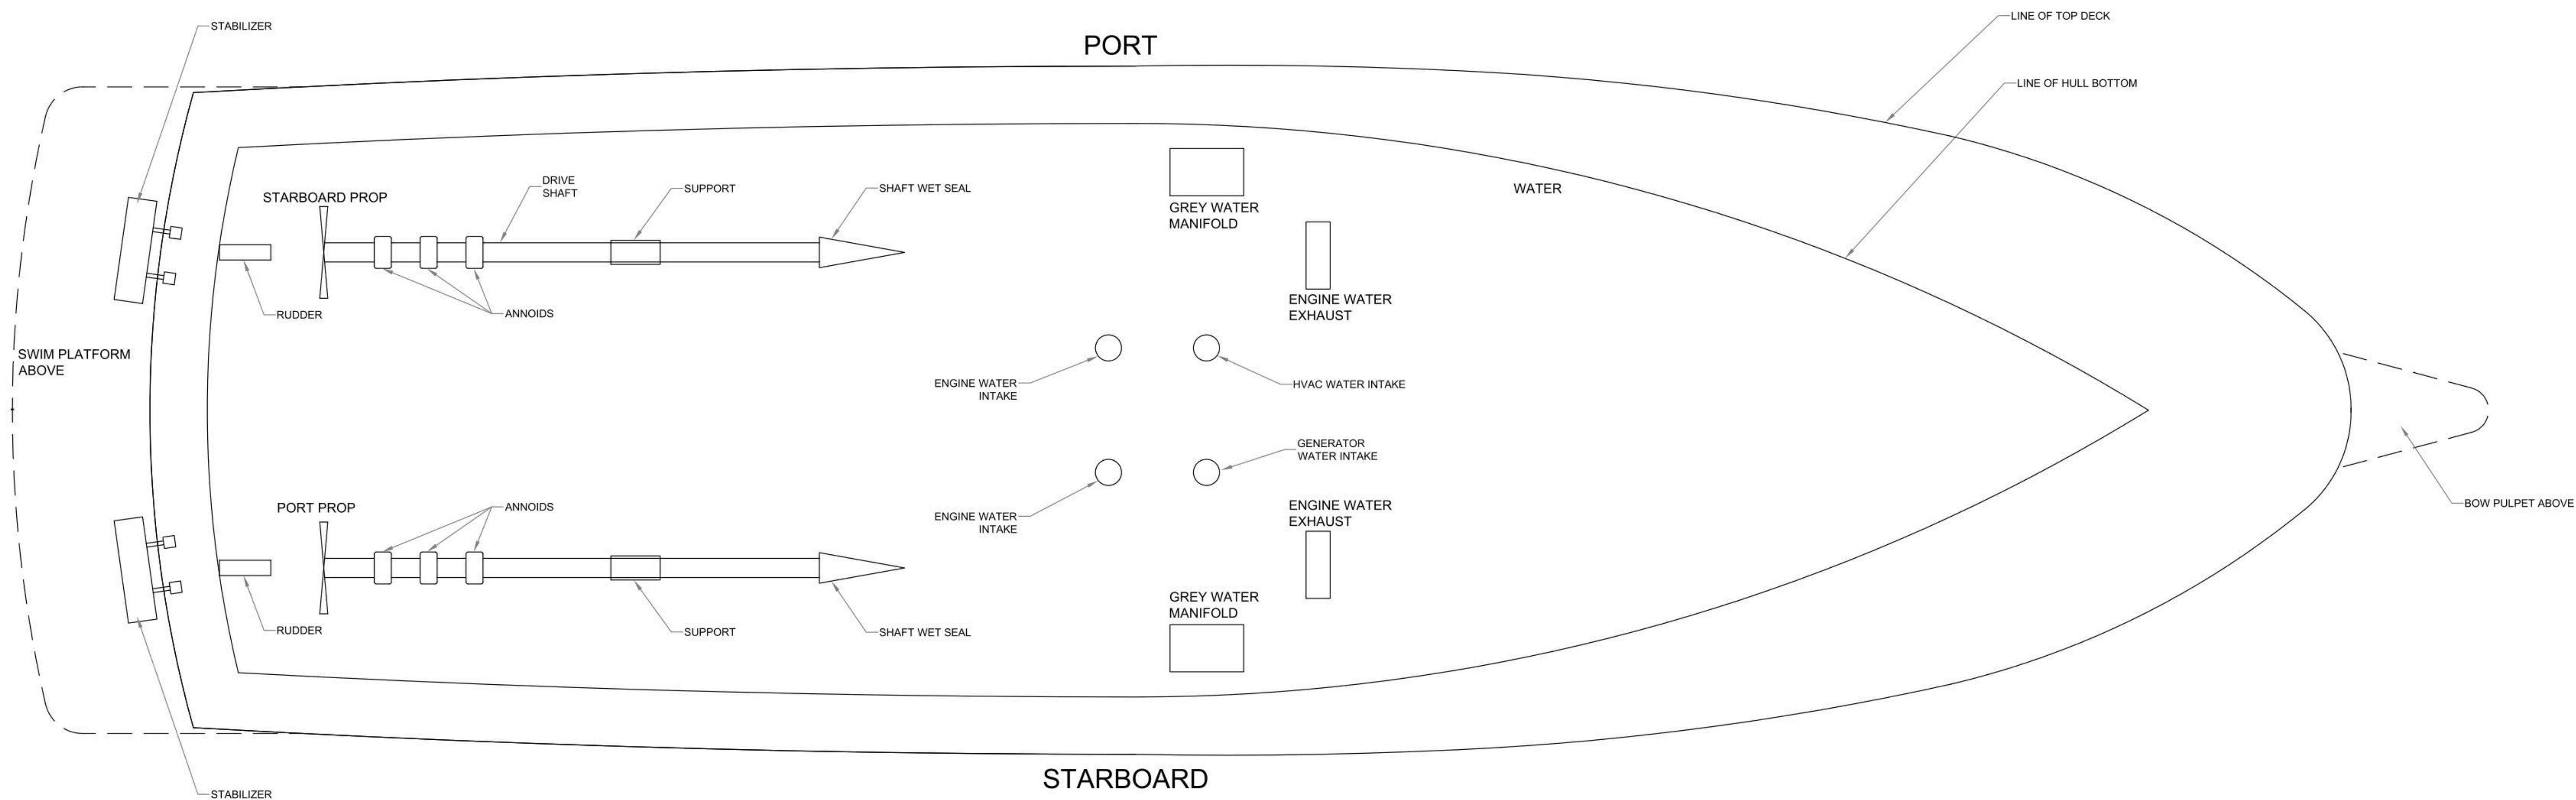 LINE OF TOP DECK
STABILIZER
PORT
LINE OF HULL BOTTOM
DRIVE
SHAFT
SUPPORT
SHAFT WET SEAL
WATER
STARBOARD PROP
GREY WATER
MANIFOLD
ENGINE WATER
EXHAUST
RUDDER
ANNOIDS
SWIM PLATFORM
ABOVE
ENGINE WATER
INTAKE
HVAC WATER INTAKE
GENERATOR
WATER INTAKE
PORT PROP
ANNOIDS
ENGINE WATER
EXHAUST
BOW PULPET ABOVE
ENGINE WATER
INTAKE
GREY WATER
MANIFOLD
RUDDER
SUPPORT
SHAFT WET SEAL
STARBOARD
STABILIZER